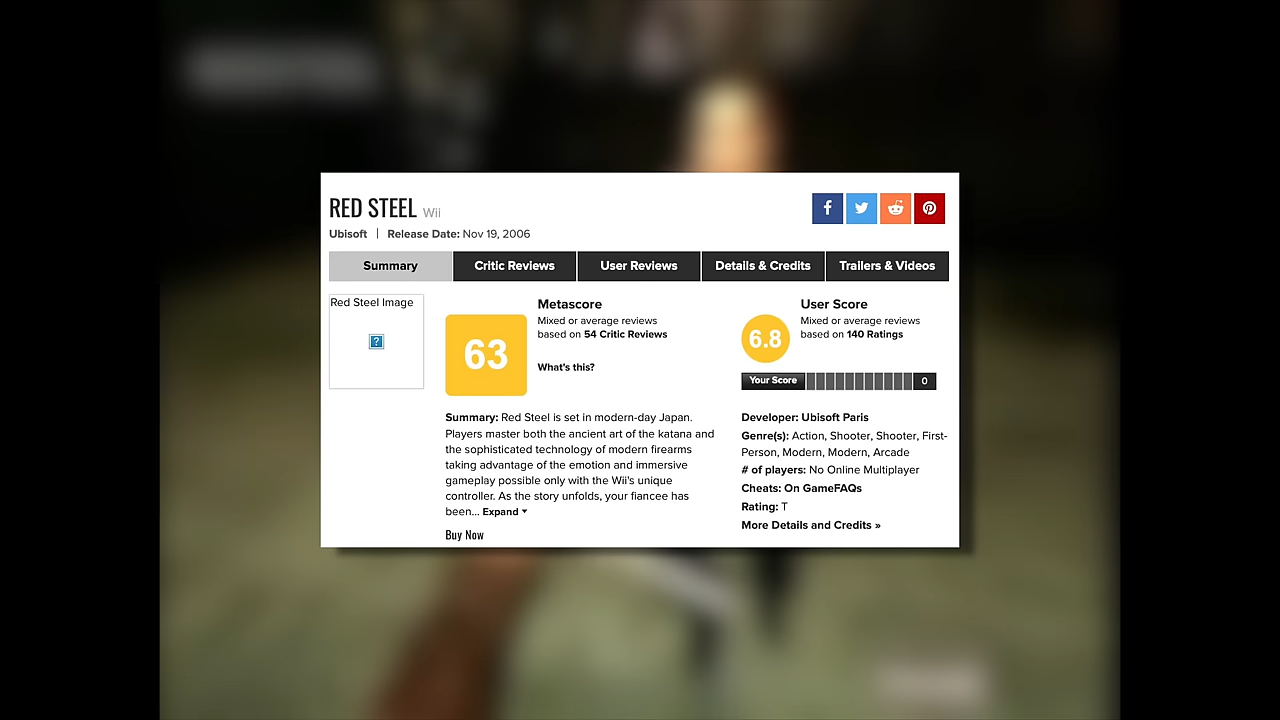 RED STEEL Wii
Ubisoft | Release Date: Nov 19, 2006
Summary Critic Reviews User Reviews Details & Credits Trailers & Videos
Red Steel Image
63
Metascore
Mixed or average reviews
based on 54 Critic Reviews
What's this?
6.8
User Score
Mixed or average reviews
based on 140 Ratings
Your Score 0
Summary: Red Steel is set in modern-day Japan.
Players master both the ancient art of the katana and
the sophisticated technology of modern firearms
taking advantage of the emotion and immersive
gameplay possible only with the Wii's unique
controller. As the story unfolds, your fiancee has
been... Expand
Buy Now
Developer: Ubisoft Paris
Genre(s): Action, Shooter, Shooter, First-
Person, Modern, Modern, Arcade
# of players: No Online Multiplayer
Cheats: On GameFAQs
Rating: T
More Details and Credits »